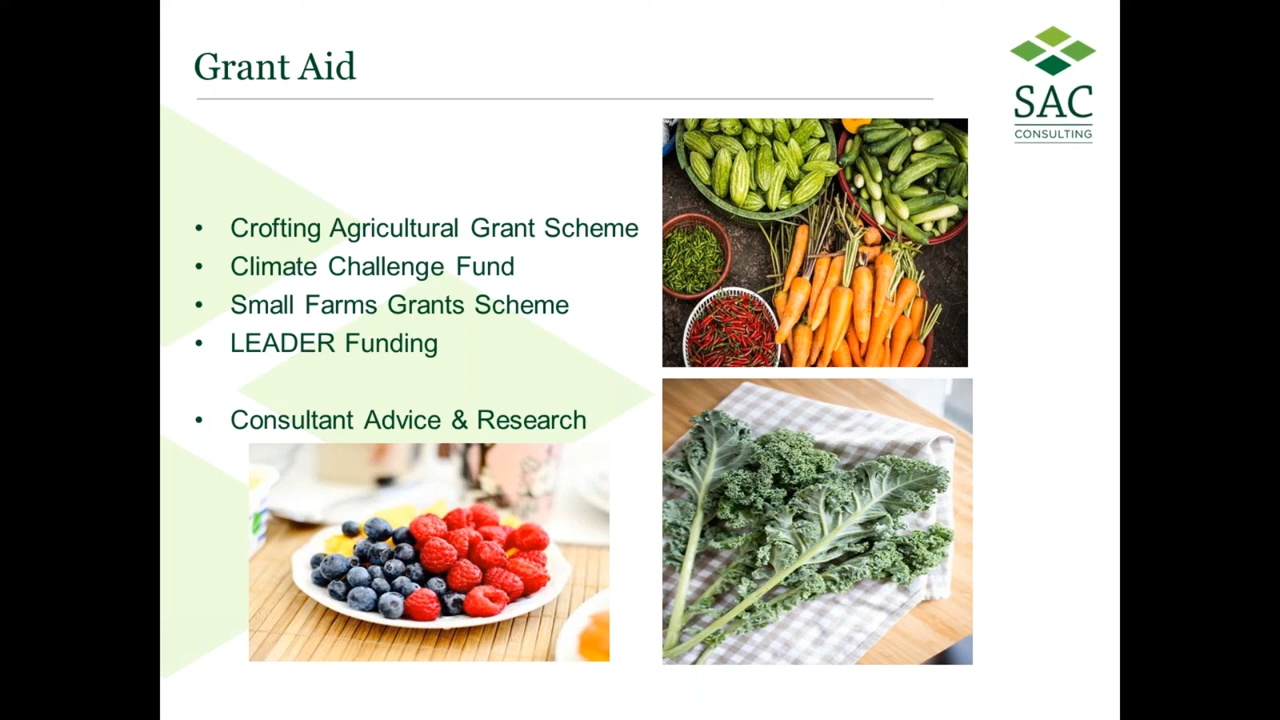 Grant Aid
SAC
CONSULTING
• Crofting Agricultural Grant Scheme
• Climate Challenge Fund
• Small Farms Grants Scheme
• LEADER Funding
• Consultant Advice & Research